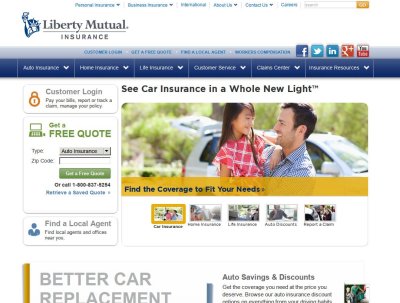 Personal Insurance Business Insurance International About Us Contact Us Careers SEARCH GO
Liberty Mutual
INSURANCE
CUSTOMER LOGIN GET A FREE QUOTE FIND A LOCAL AGENT WORKERS COMPENSATION
Auto Insurance Home Insurance Life Insurance Customer Service Claims Center Insurance Resources
Customer Login
Pay your bills, report or track a
claim, manage your policy.
See Car Insurance in a Whole New Light™
Get a
FREE QUOTE
Type: Auto Insurance
Zip Code:
Get a Free Quote
Or call 1-800-837-5254
Retrieve a Saved Quote
Find the Coverage to Fit Your Needs
Car Insurance Home Insurance Life Insurance Auto Discounts Report a Claim
Find a Local Agent
Find local agents and offices
near you.
BETTER CAR
REPLACEMENT
Auto Savings & Discounts
Get the coverage you need at the price you
deserve. Browse our auto insurance discount
options on everything from your driving habits